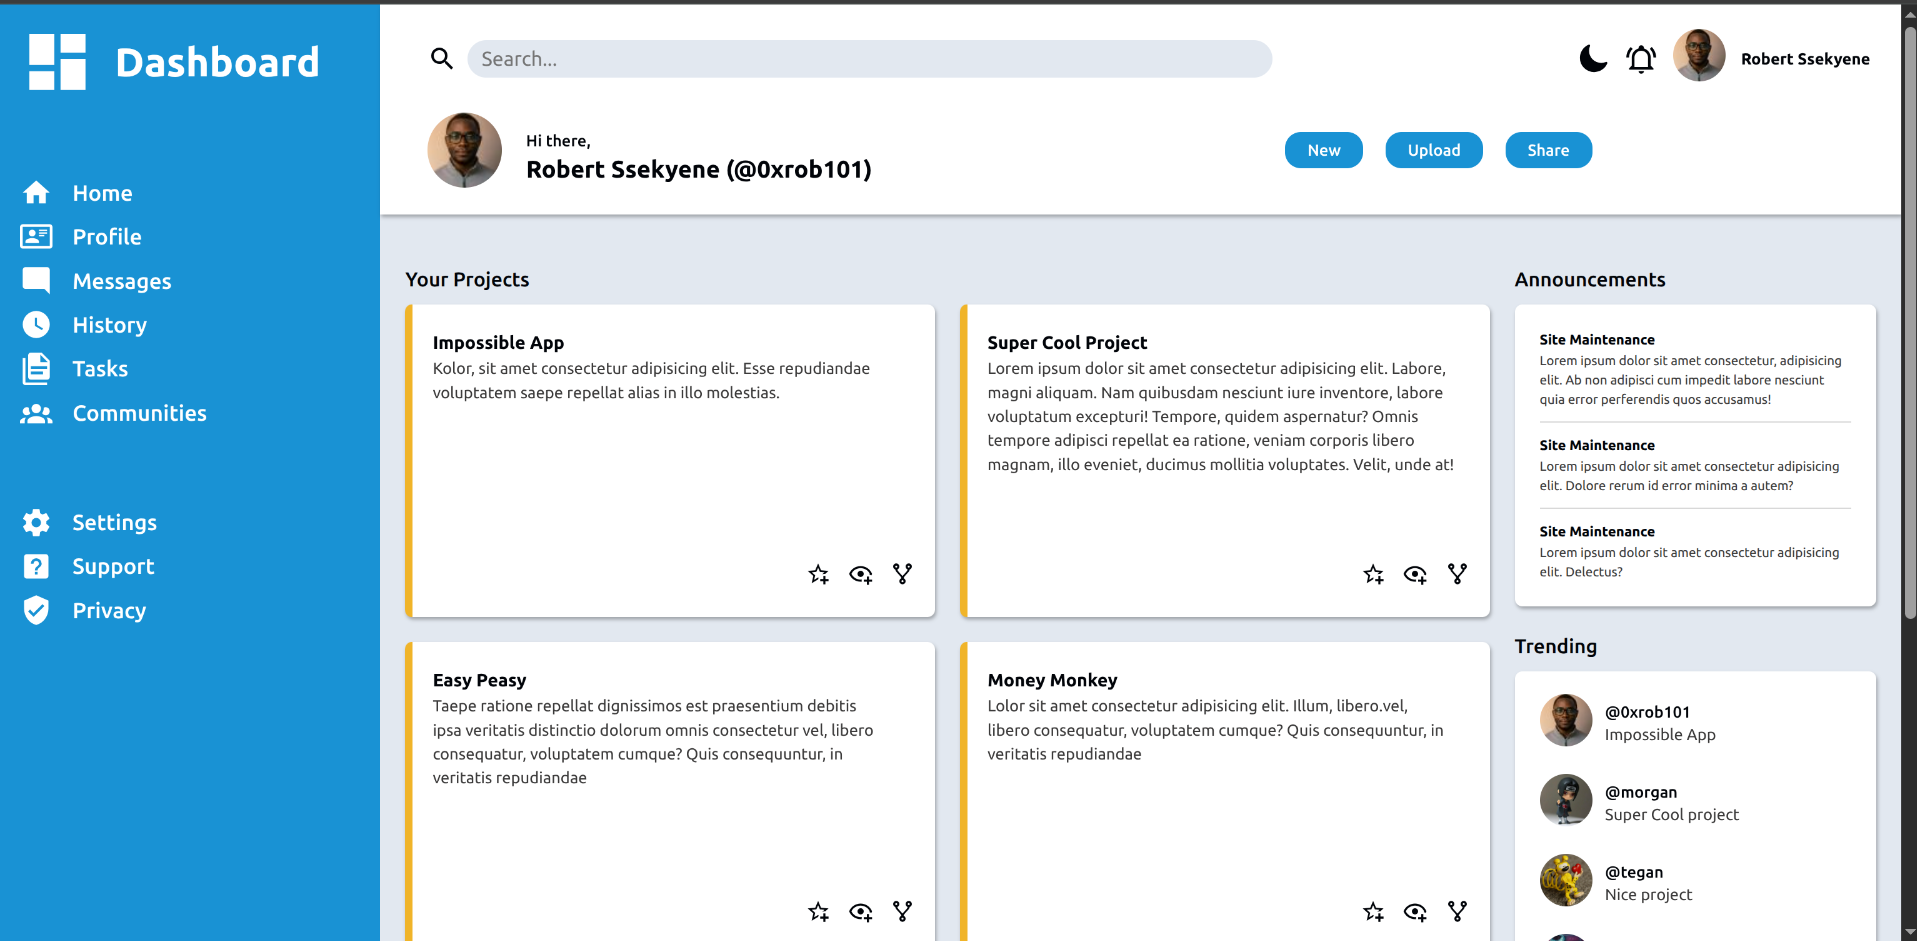 Dashboard
Home
Profile
Messages
History
Tasks
Communities
Settings
Support
Privacy
Search...
Robert Ssekyene
Hi there,
Robert Ssekyene (@0xrob101)
New
Upload
Share
Your Projects
Impossible App
Kolor, sit amet consectetur adipisicing elit. Esse repudiandae
voluptatem saepe repellat alias in illo molestias.
Super Cool Project
Lorem ipsum dolor sit amet consectetur adipisicing elit. Labore,
magni aliquam. Nam quibusdam nesciunt iure inventore, labore
voluptatum excepturi! Tempore, quidem aspernatur? Omnis
tempore adipisci repellat ea ratione, veniam corporis libero
magnam, illo eveniet, ducimus mollitia voluptates. Velit, unde at!
Easy Peasy
Taepe ratione repellat dignissimos est praesentium debitis
ipsa veritatis distinctio dolorum omnis consectetur vel, libero
consequatur, voluptatem cumque? Quis consequuntur, in
veritatis repudiandae
Money Monkey
Lolor sit amet consectetur adipisicing elit. Illum, libero.vel,
libero consequatur, voluptatem cumque? Quis consequuntur, in
veritatis repudiandae
Announcements
Site Maintenance
Lorem ipsum dolor sit amet consectetur, adipisicing
elit. Ab non adipisci cum impedit labore nesciunt
quia error perferendis quos accusamus!
Site Maintenance
Lorem ipsum dolor sit amet consectetur adipisicing
elit. Dolore rerum id error minima a autem?
Site Maintenance
Lorem ipsum dolor sit amet consectetur adipisicing
elit. Delectus?
Trending
@0xrob101
Impossible App
@morgan
Super Cool project
@tegan
Nice project